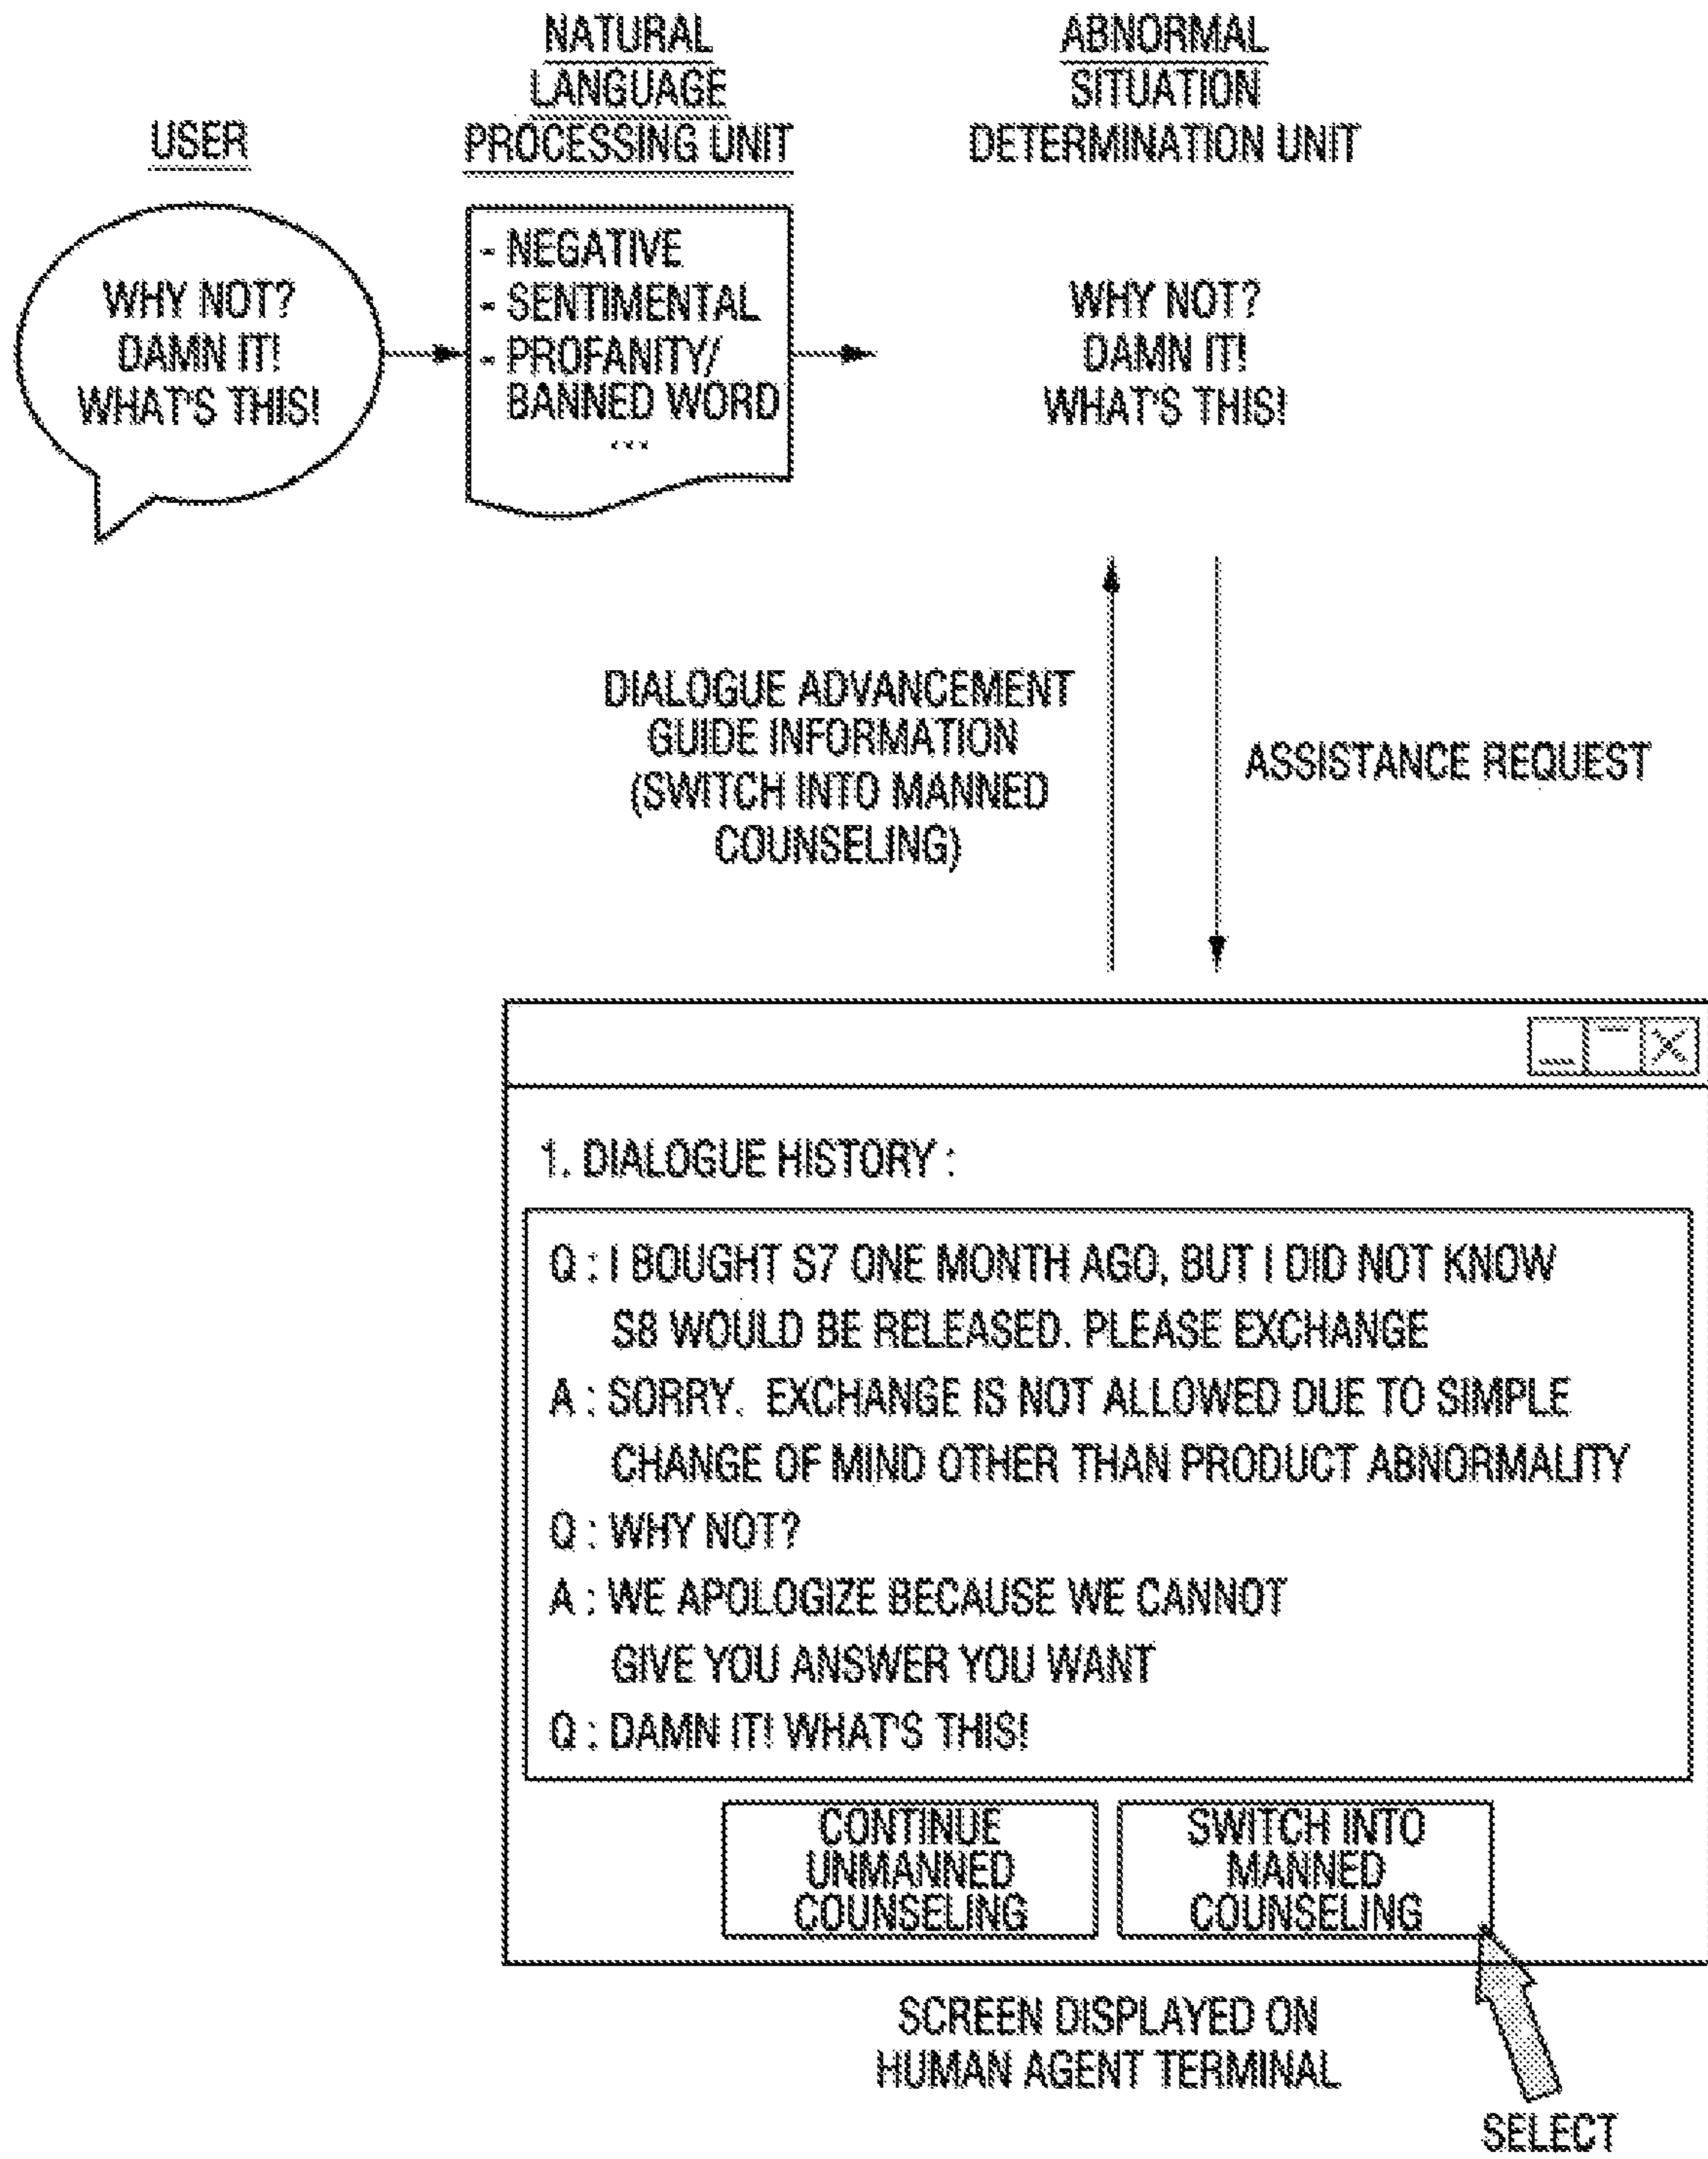 USER
NATURAL
LANGUAGE
PROCESSING UNIT
ABNORMAL
SITUATION
DETERMINATION UNIT
WHY NOT?
DAMN IT!
WHAT'S THIS!
- NEGATIVE
- SENTIMENTAL
- PROFANITY/
BANNED WORD
...
WHY NOT?
DAMN IT!
WHAT'S THIS!
DIALOGUE ADVANCEMENT
GUIDE INFORMATION
(SWITCH INTO MANNED
COUNSELING)
ASSISTANCE REQUEST
1. DIALOGUE HISTORY :
Q : I BOUGHT S7 ONE MONTH AGO, BUT I DID NOT KNOW
S8 WOULD BE RELEASED. PLEASE EXCHANGE
A : SORRY. EXCHANGE IS NOT ALLOWED DUE TO SIMPLE
CHANGE OF MIND OTHER THAN PRODUCT ABNORMALITY
Q : WHY NOT?
A : WE APOLOGIZE BECAUSE WE CANNOT
GIVE YOU ANSWER YOU WANT
Q : DAMN IT! WHAT'S THIS!
CONTINUE
UNMANNED
COUNSELING
SWITCH INTO
MANNED
COUNSELING
SCREEN DISPLAYED ON
HUMAN AGENT TERMINAL
SELECT